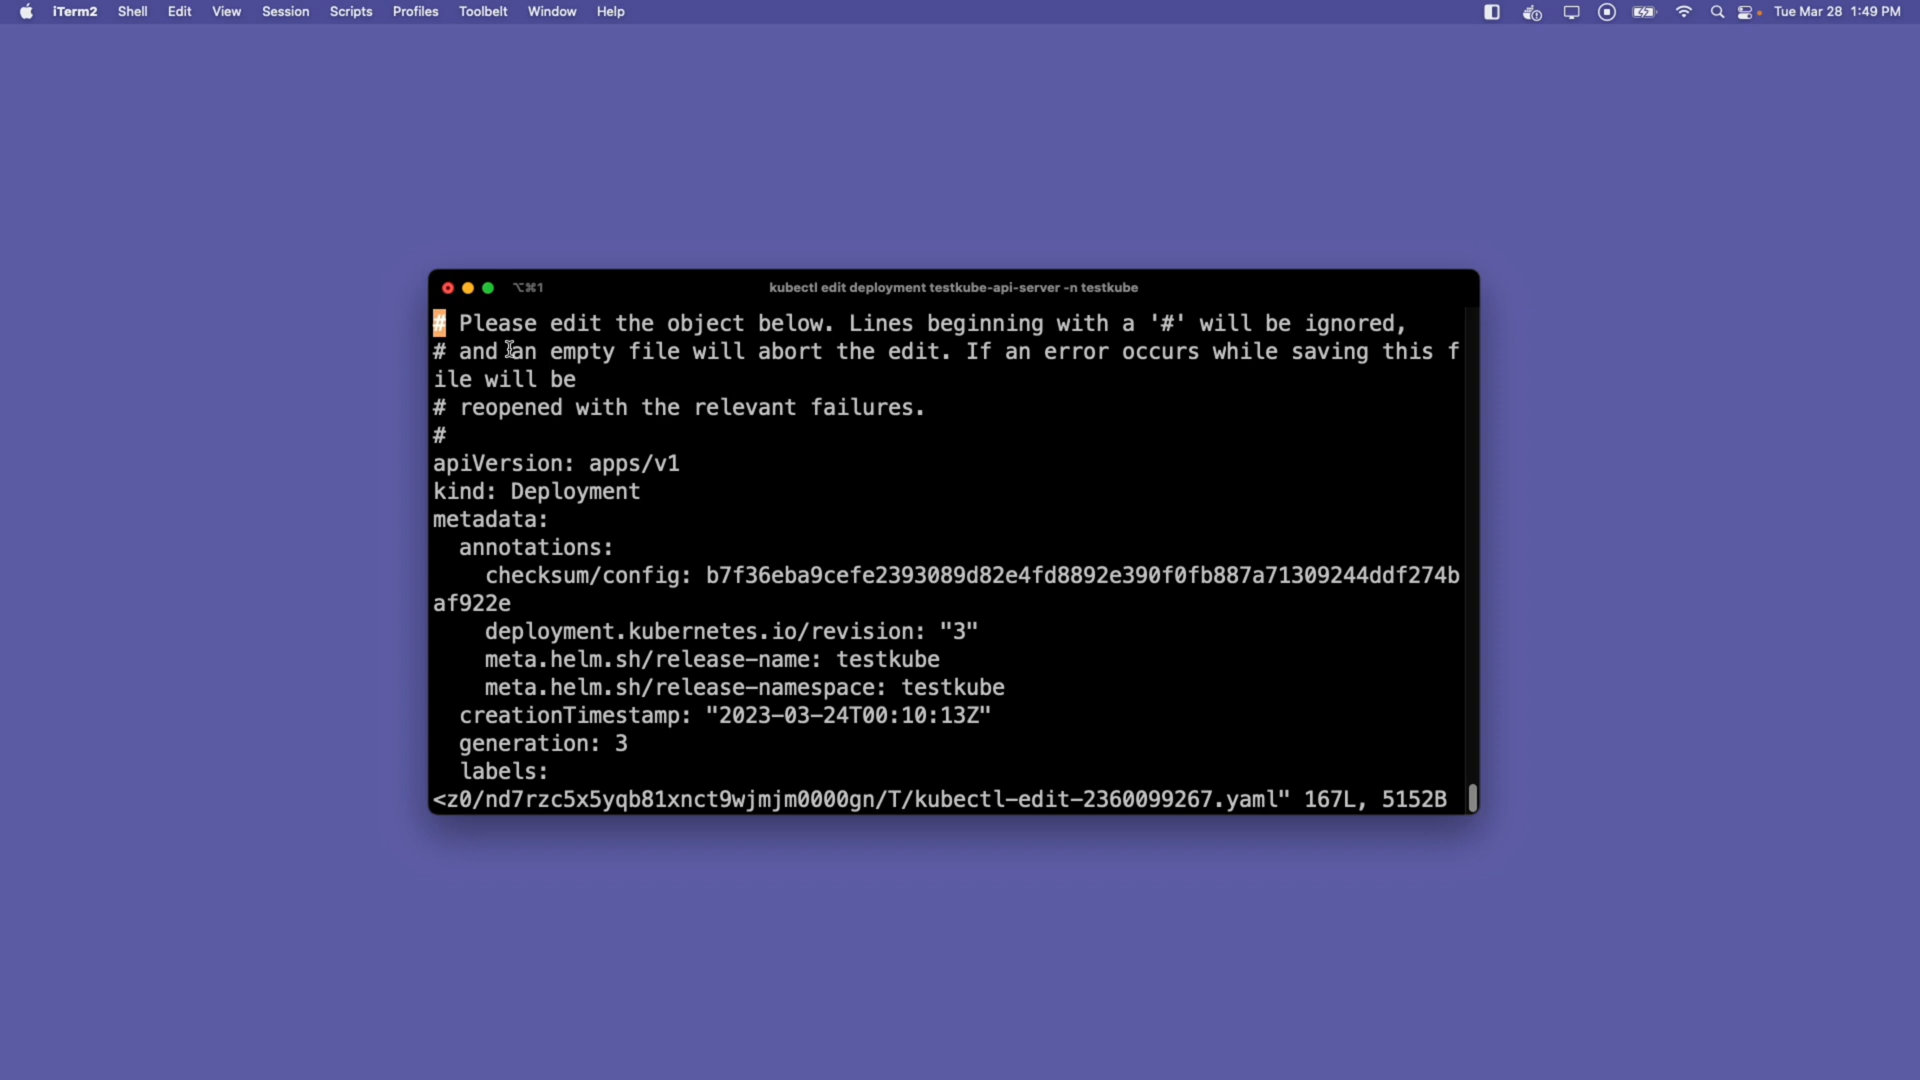 iTerm2 Shell Edit View Session Scripts Profiles Toolbelt Window Help Tue Mar 28 1:49 PM
⌥⌘1 kubectl edit deployment testkube-api-server -n testkube
# Please edit the object below. Lines beginning with a '#' will be ignored,
# and an empty file will abort the edit. If an error occurs while saving this f
ile will be
# reopened with the relevant failures.
#
apiVersion: apps/v1
kind: Deployment
metadata:
  annotations:
    checksum/config: b7f36eba9cefe2393089d82e4fd8892e390f0fb887a71309244ddf274b
af922e
    deployment.kubernetes.io/revision: "3"
    meta.helm.sh/release-name: testkube
    meta.helm.sh/release-namespace: testkube
  creationTimestamp: "2023-03-24T00:10:13Z"
  generation: 3
  labels:
<z0/nd7rzc5x5yqb81xnct9wjmjm0000gn/T/kubectl-edit-2360099267.yaml" 167L, 5152B